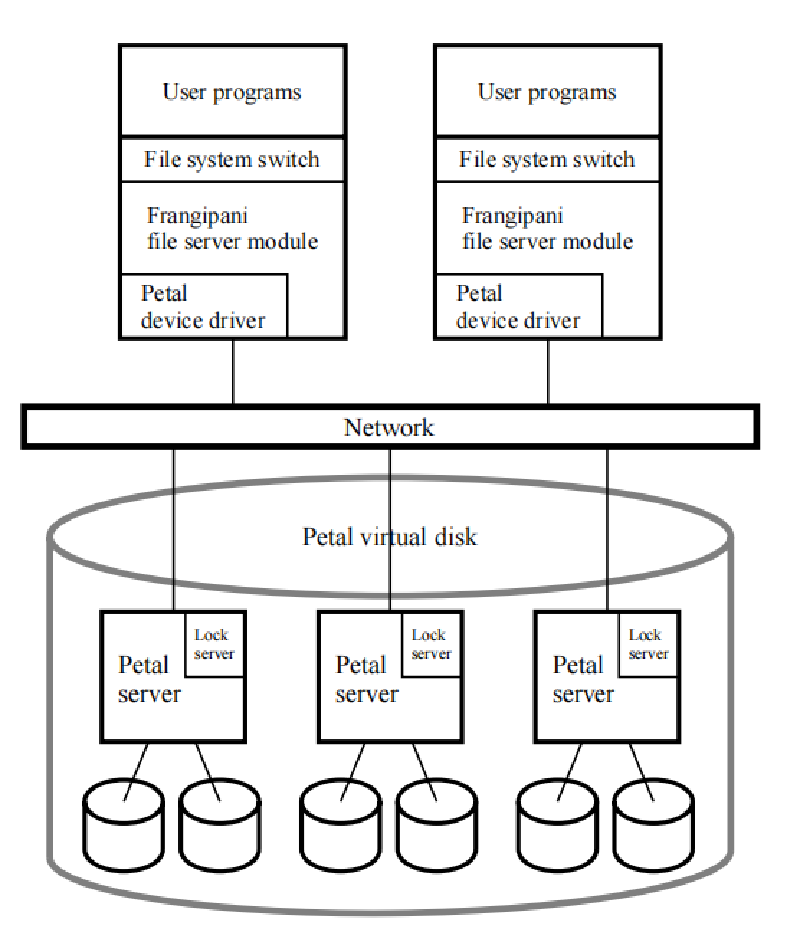 User programs
User programs
File system switch
File system switch
Frangipani
file server module
Frangipani
file server module
Petal
device driver
Petal
device driver
Network
Petal virtual disk
Lock
server
Petal
server
Lock
server
Petal
server
Lock
server
Petal
server